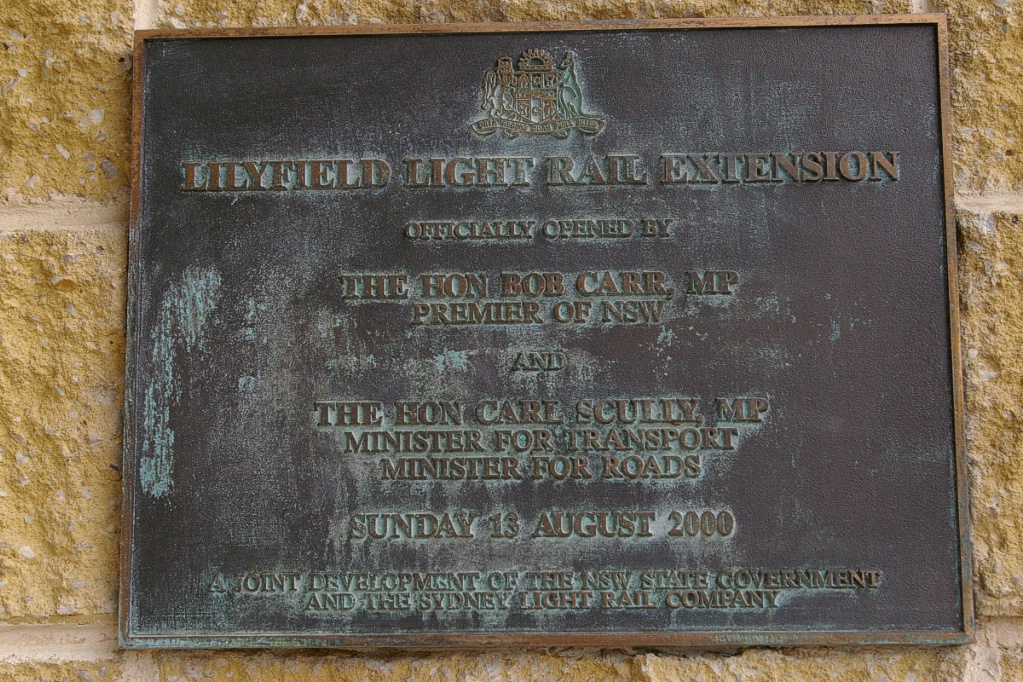 LILYFIELD LIGHT RAIL EXTENSION
OFFICIALLY OPENED BY
THE HON BOB CARR, MP
PREMIER OF NSW
AND
THE HON CARL SCULLY, MP
MINISTER FOR TRANSPORT
MINISTER FOR ROADS
SUNDAY 13 AUGUST 2000
A JOINT DEVELOPMENT OF THE NSW STATE GOVERNMENT
AND THE SYDNEY LIGHT RAIL COMPANY